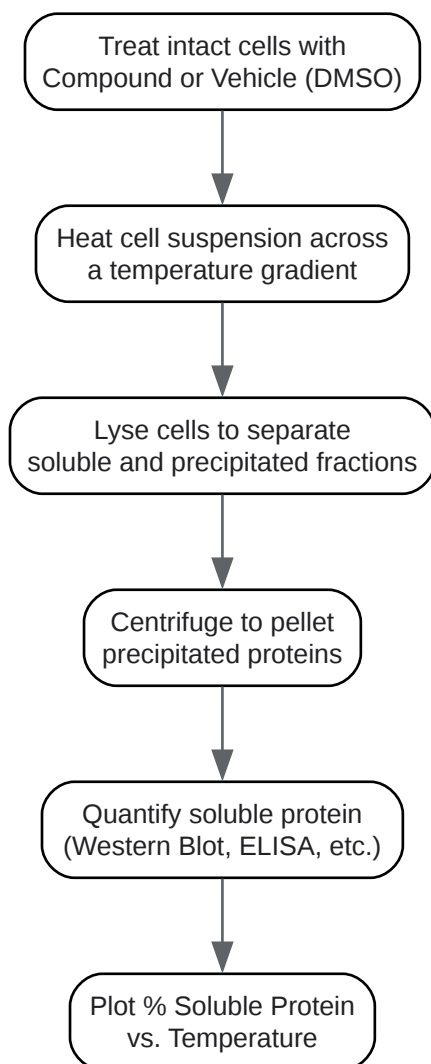 Treat intact cells with
Compound or Vehicle (DMSO)
Heat cell suspension across
a temperature gradient
Lyse cells to separate
soluble and precipitated fractions
Centrifuge to pellet
precipitated proteins
Quantify soluble protein
(Western Blot, ELISA, etc.)
Plot % Soluble Protein
vs. Temperature